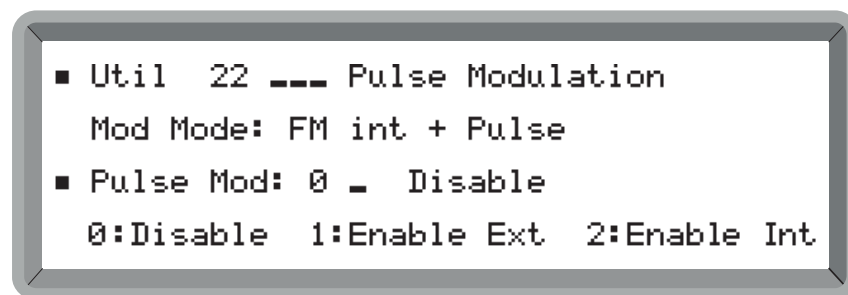 ▪ Util 22 ___ Pulse Modulation
Mod Mode: FM int + Pulse
▪ Pulse Mod: 0 _ Disable
0:Disable 1:Enable Ext 2:Enable Int